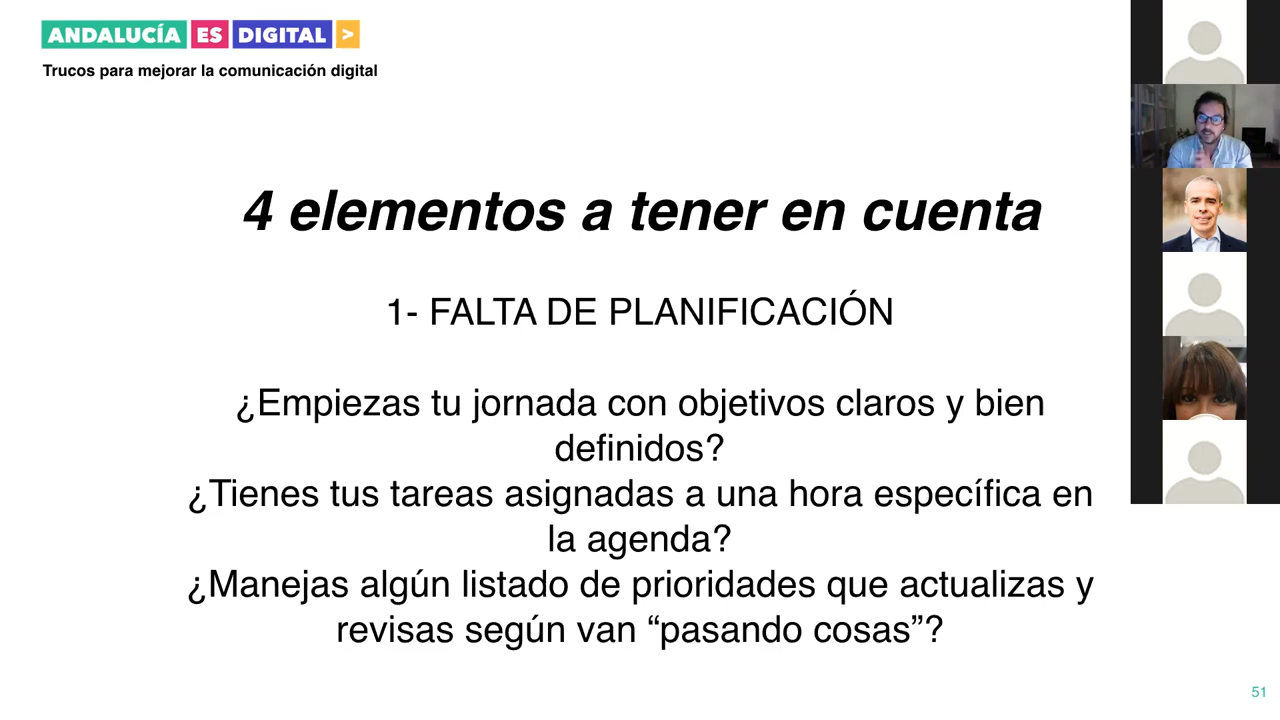 ANDALUCÍA ES DIGITAL >
Trucos para mejorar la comunicación digital
4 elementos a tener en cuenta
1- FALTA DE PLANIFICACIÓN
¿Empiezas tu jornada con objetivos claros y bien
definidos?
¿Tienes tus tareas asignadas a una hora específica en
la agenda?
¿Manejas algún listado de prioridades que actualizas y
revisas según van “pasando cosas”?
51